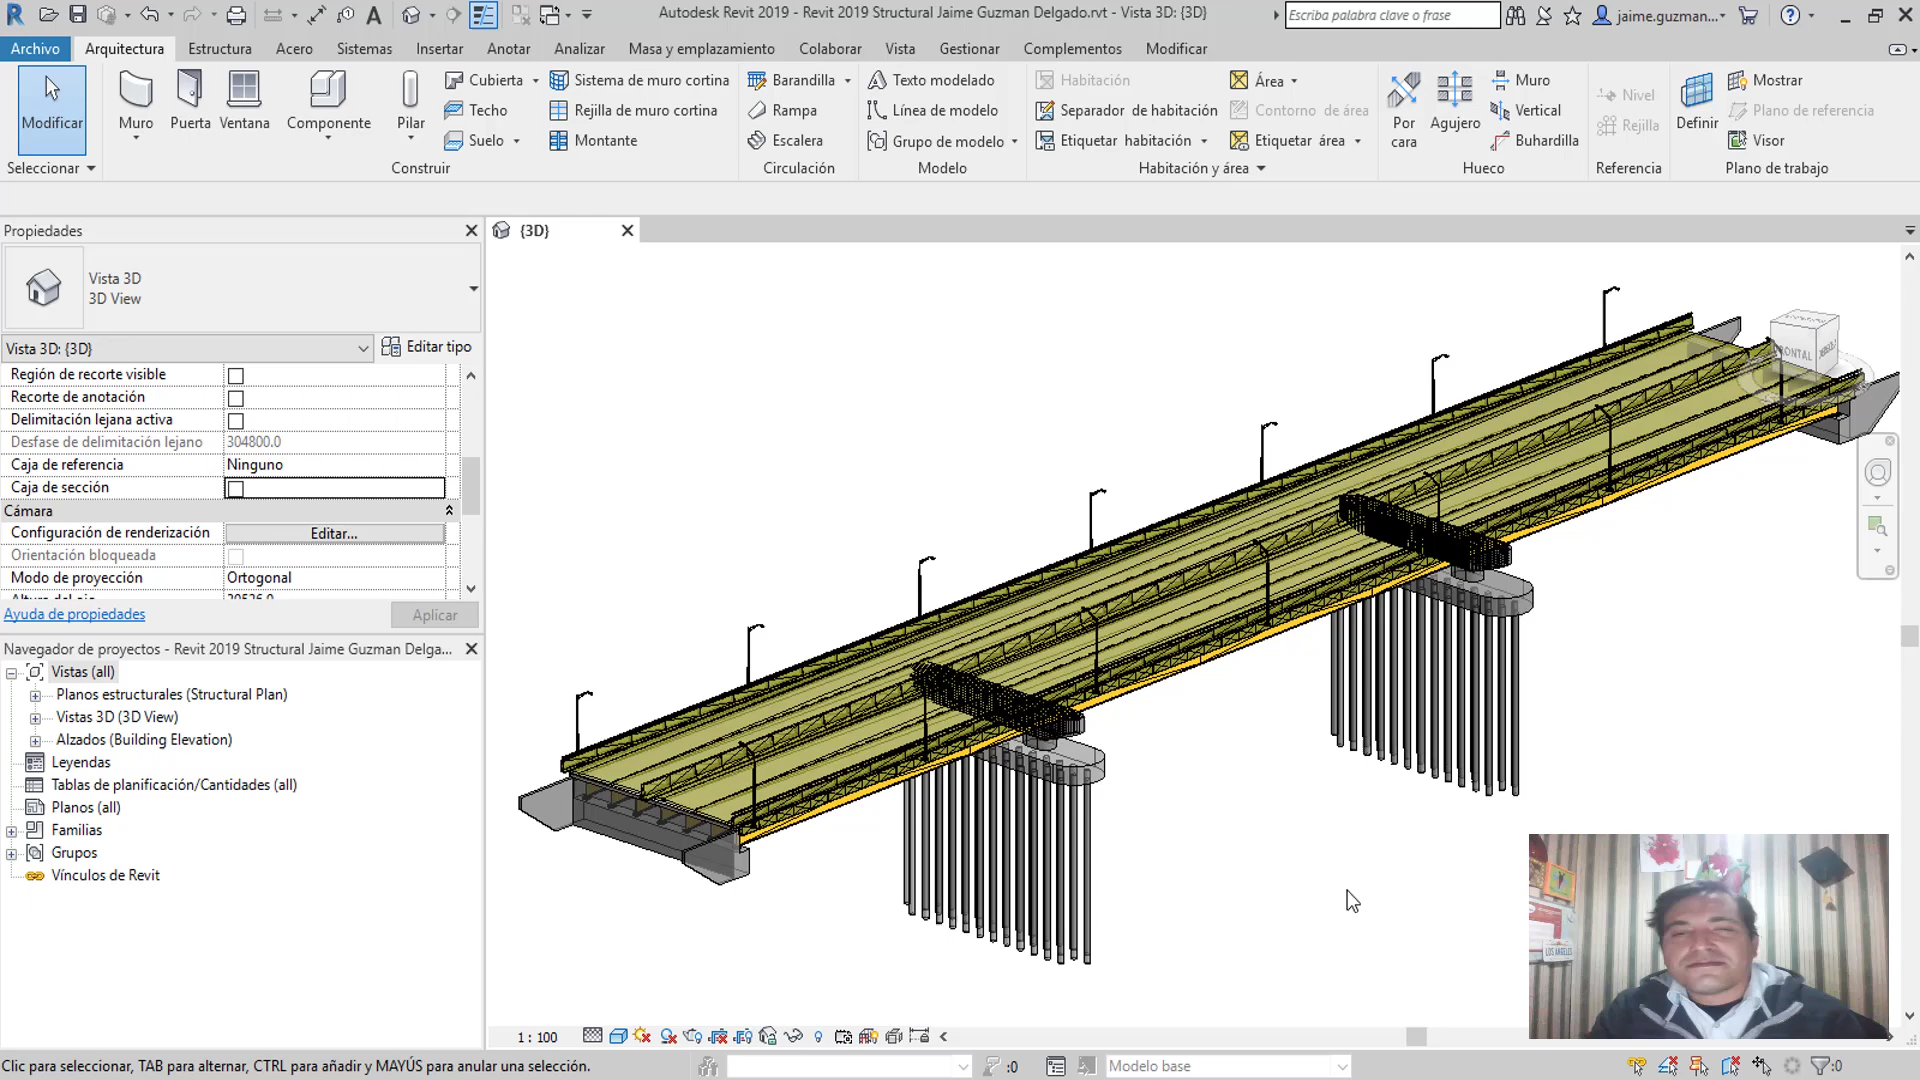 Autodesk Revit 2019 - Revit 2019 Structural Jaime Guzman Delgado.rvt - Vista 3D: {3D}
Escriba palabra clave o frase
jaime.guzman...
Archivo
Arquitectura
Estructura
Acero
Sistemas
Insertar
Anotar
Analizar
Masa y emplazamiento
Colaborar
Vista
Gestionar
Complementos
Modificar
Modificar
Muro
Puerta
Ventana
Componente
Pilar
Cubierta
Techo
Suelo
Sistema de muro cortina
Rejilla de muro cortina
Montante
Barandilla
Rampa
Escalera
Texto modelado
Línea de modelo
Grupo de modelo
Habitación
Separador de habitación
Etiquetar habitación
Área
Contorno de área
Etiquetar área
Por cara
Agujero
Muro
Vertical
Buhardilla
Nivel
Rejilla
Definir
Mostrar
Plano de referencia
Visor
Seleccionar
Construir
Circulación
Modelo
Habitación y área
Hueco
Referencia
Plano de trabajo
Propiedades
{3D}
Vista 3D
3D View
Vista 3D: {3D}
Editar tipo
Región de recorte visible
Recorte de anotación
Delimitación lejana activa
Desfase de delimitación lejano 304800.0
Caja de referencia Ninguno
Caja de sección
Cámara
Configuración de renderización Editar...
Orientación bloqueada
Modo de proyección Ortogonal
Ayuda de propiedades
Aplicar
Navegador de proyectos - Revit 2019 Structural Jaime Guzman Delga...
Vistas (all)
Planos estructurales (Structural Plan)
Vistas 3D (3D View)
Alzados (Building Elevation)
Leyendas
Tablas de planificación/Cantidades (all)
Planos (all)
Familias
Grupos
Vínculos de Revit
LOS ANGELES
1 : 100
Clic para seleccionar, TAB para alternar, CTRL para añadir y MAYÚS para anular una selección.
:0
Modelo base
:0